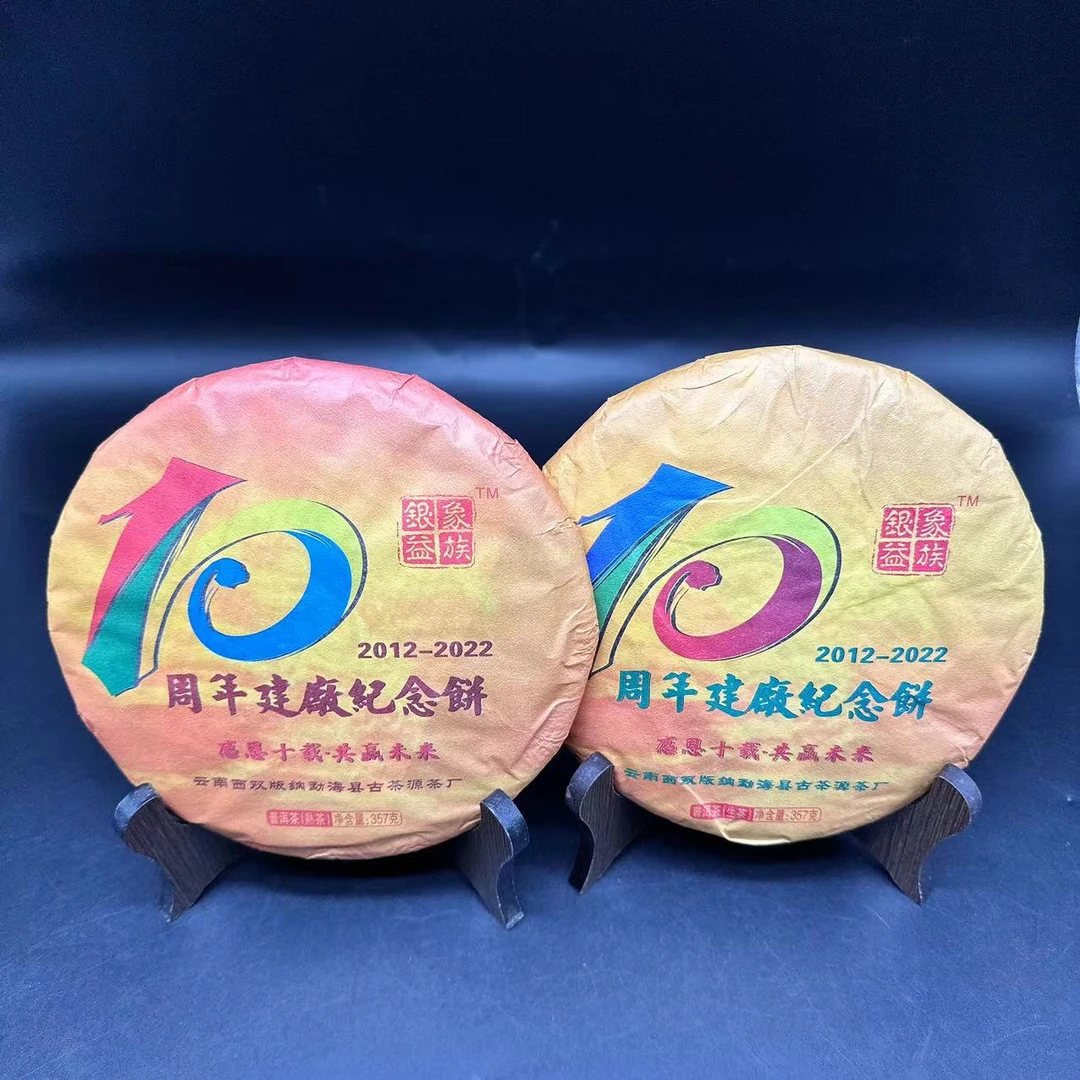 10
銀象
益族
TM
2012-2022
周年建廠紀念餅
感恩十载·共赢未来
云南西双版纳勐海县古茶源茶厂
普洱茶(熟茶) 净含量:357克
10
銀象
益族
TM
2012-2022
周年建廠紀念餅
感恩十载·共赢未来
云南西双版纳勐海县古茶源茶厂
普洱茶(生茶) 净含量:357克